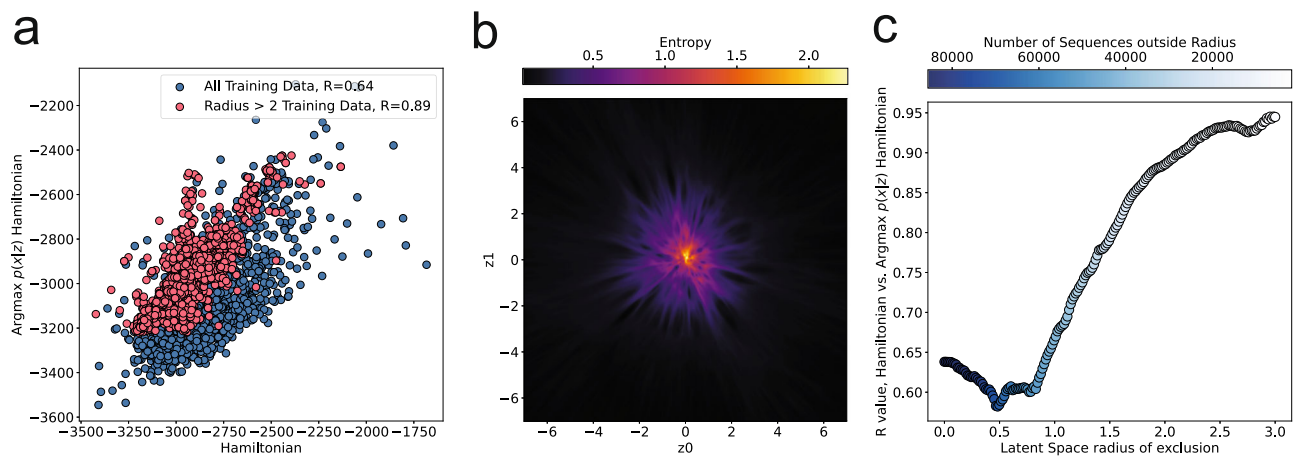 a
−2200
−2400
−2600
−2800
−3000
−3200
−3400
−3600
Argmax p(x|z) Hamiltonian
All Training Data, R=0.64
Radius > 2 Training Data, R=0.89
−3500 −3250 −3000 −2750 −2500 −2250 −2000 −1750
Hamiltonian
b
Entropy
0.5 1.0 1.5 2.0
6
4
2
0
−2
−4
−6
z1
−6 −4 −2 0 2 4 6
z0
c
Number of Sequences outside Radius
80000 60000 40000 20000
0.95
0.90
0.85
0.80
0.75
0.70
0.65
0.60
R value, Hamiltonian vs. Argmax p(x|z) Hamiltonian
0.0 0.5 1.0 1.5 2.0 2.5 3.0
Latent Space radius of exclusion